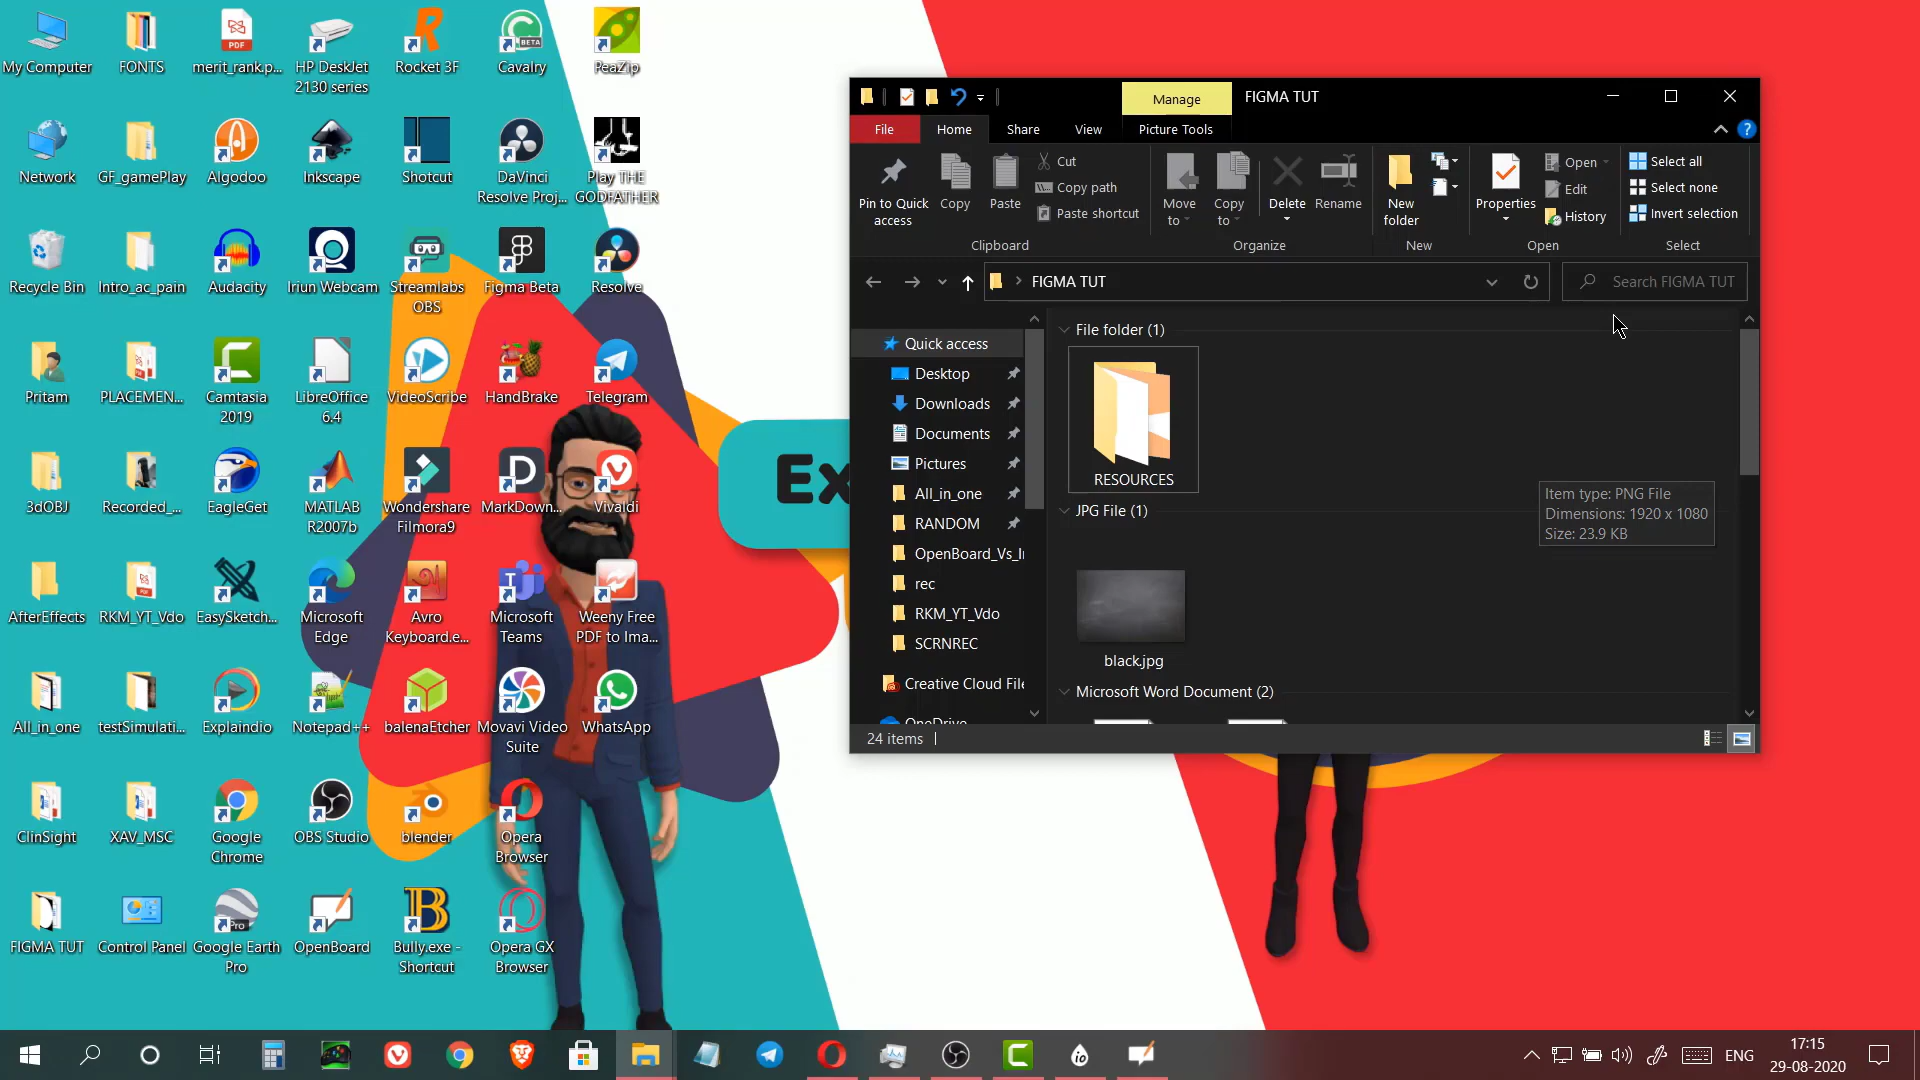 My Computer
FONTS
merit_rank.p...
HP DeskJet
2130 series
Rocket 3F
Cavalry
PeaZip
Network
GF_gamePlay
Algodoo
Inkscape
Shotcut
DaVinci
Resolve Proj...
Play THE
GODFATHER
Recycle Bin
Intro_ac_pain
Audacity
Iriun Webcam
Streamlabs
OBS
Figma Beta
Resolve
Pritam
PLACEMEN...
Camtasia
2019
LibreOffice
6.4
VideoScribe
HandBrake
Telegram
3dOBJ
Recorded_...
EagleGet
MATLAB
R2007b
Wondershare
Filmora9
MarkDown...
Vivaldi
AfterEffects
RKM_YT_Vdo
EasySketch...
Microsoft
Edge
Avro
Keyboard.e...
Microsoft
Teams
Weeny Free
PDF to Ima...
All_in_one
testSimulati...
Explaindio
Notepad++
balenaEtcher
Movavi Video
Suite
WhatsApp
ClinSight
XAV_MSC
Google
Chrome
OBS Studio
blender
Opera
Browser
FIGMA TUT
Control Panel
Google Earth
Pro
OpenBoard
Bully.exe -
Shortcut
Opera GX
Browser
PDF
BETA
Pro
Ex
Manage
FIGMA TUT
File
Home
Share
View
Picture Tools
Pin to Quick
access
Copy
Paste
Cut
Copy path
Paste shortcut
Clipboard
Move
to
Copy
to
Delete
Rename
Organize
New
folder
New
Properties
Open
Edit
History
Open
Select all
Select none
Invert selection
Select
FIGMA TUT
Search FIGMA TUT
Quick access
Desktop
Downloads
Documents
Pictures
All_in_one
RANDOM
OpenBoard_Vs_I
rec
RKM_YT_Vdo
SCRNREC
Creative Cloud File
OneDrive
File folder (1)
RESOURCES
JPG File (1)
black.jpg
Microsoft Word Document (2)
Item type: PNG File
Dimensions: 1920 x 1080
Size: 23.9 KB
24 items
ENG
17:15
29-08-2020